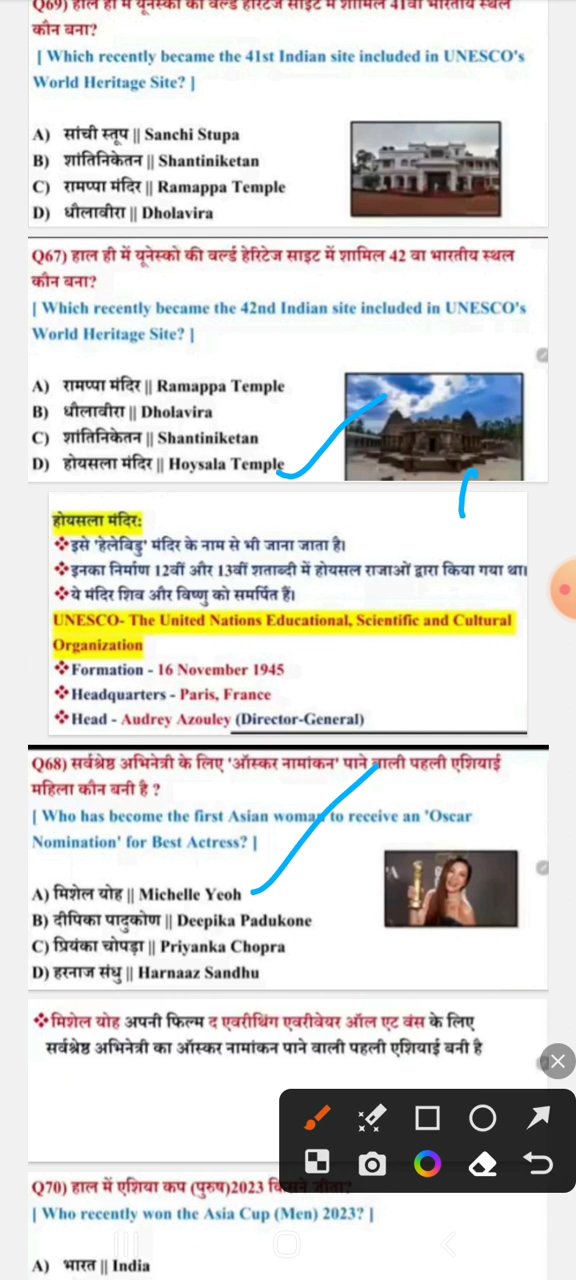 Q69) हाल ही में यूनेस्को की वर्ल्ड हेरिटेज साइट में शामिल 41वा भारतीय स्थल
कौन बना?
[ Which recently became the 41st Indian site included in UNESCO's
World Heritage Site? ]
A) सांची स्तूप || Sanchi Stupa
B) शांतिनिकेतन || Shantiniketan
C) रामप्पा मंदिर || Ramappa Temple
D) धौलावीरा || Dholavira
Q67) हाल ही में यूनेस्को की वर्ल्ड हेरिटेज साइट में शामिल 42 वा भारतीय स्थल
कौन बना?
[ Which recently became the 42nd Indian site included in UNESCO's
World Heritage Site? ]
A) रामप्पा मंदिर || Ramappa Temple
B) धौलावीरा || Dholavira
C) शांतिनिकेतन || Shantiniketan
D) होयसला मंदिर || Hoysala Temple
होयसला मंदिर:
❖इसे 'हेलेबिडु' मंदिर के नाम से भी जाना जाता है।
❖इनका निर्माण 12वीं और 13वीं शताब्दी में होयसल राजाओं द्वारा किया गया था।
❖ये मंदिर शिव और विष्णु को समर्पित हैं।
UNESCO- The United Nations Educational, Scientific and Cultural
Organization
❖Formation - 16 November 1945
❖Headquarters - Paris, France
❖Head - Audrey Azouley (Director-General)
Q68) सर्वश्रेष्ठ अभिनेत्री के लिए 'ऑस्कर नामांकन' पाने वाली पहली एशियाई
महिला कौन बनी है ?
[ Who has become the first Asian woman to receive an 'Oscar
Nomination' for Best Actress? ]
A) मिशेल योह || Michelle Yeoh
B) दीपिका पादुकोण || Deepika Padukone
C) प्रियंका चोपड़ा || Priyanka Chopra
D) हरनाज संधु || Harnaaz Sandhu
❖मिशेल योह अपनी फिल्म द एवरीथिंग एवरीवेयर ऑल एट वंस के लिए
सर्वश्रेष्ठ अभिनेत्री का ऑस्कर नामांकन पाने वाली पहली एशियाई बनी है
Q70) हाल में एशिया कप (पुरुष)2023 किसने जीता?
[ Who recently won the Asia Cup (Men) 2023? ]
A) भारत || India